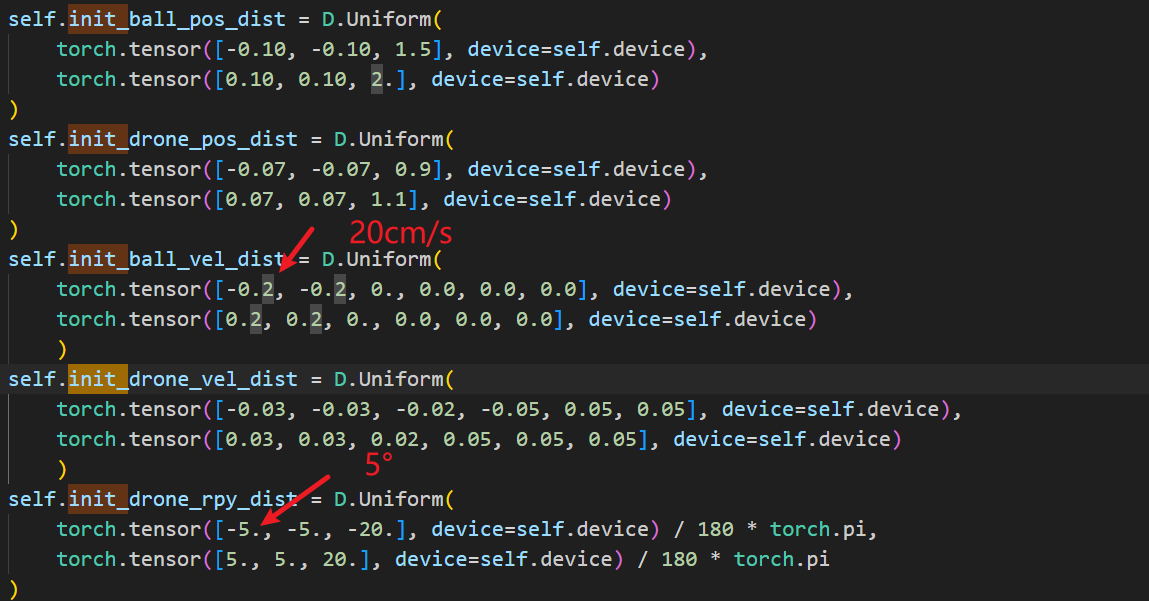 self.init_ball_pos_dist = D.Uniform(
    torch.tensor([-0.10, -0.10, 1.5], device=self.device),
    torch.tensor([0.10, 0.10, 2.], device=self.device)
)
self.init_drone_pos_dist = D.Uniform(
    torch.tensor([-0.07, -0.07, 0.9], device=self.device),
    torch.tensor([0.07, 0.07, 1.1], device=self.device)
)
20cm/s
self.init_ball_vel_dist = D.Uniform(
    torch.tensor([-0.2, -0.2, 0., 0.0, 0.0, 0.0], device=self.device),
    torch.tensor([0.2, 0.2, 0., 0.0, 0.0, 0.0], device=self.device)
    )
self.init_drone_vel_dist = D.Uniform(
    torch.tensor([-0.03, -0.03, -0.02, -0.05, 0.05, 0.05], device=self.device),
    torch.tensor([0.03, 0.03, 0.02, 0.05, 0.05, 0.05], device=self.device)
    )
5°
self.init_drone_rpy_dist = D.Uniform(
    torch.tensor([-5., -5., -20.], device=self.device) / 180 * torch.pi,
    torch.tensor([5., 5., 20.], device=self.device) / 180 * torch.pi
)